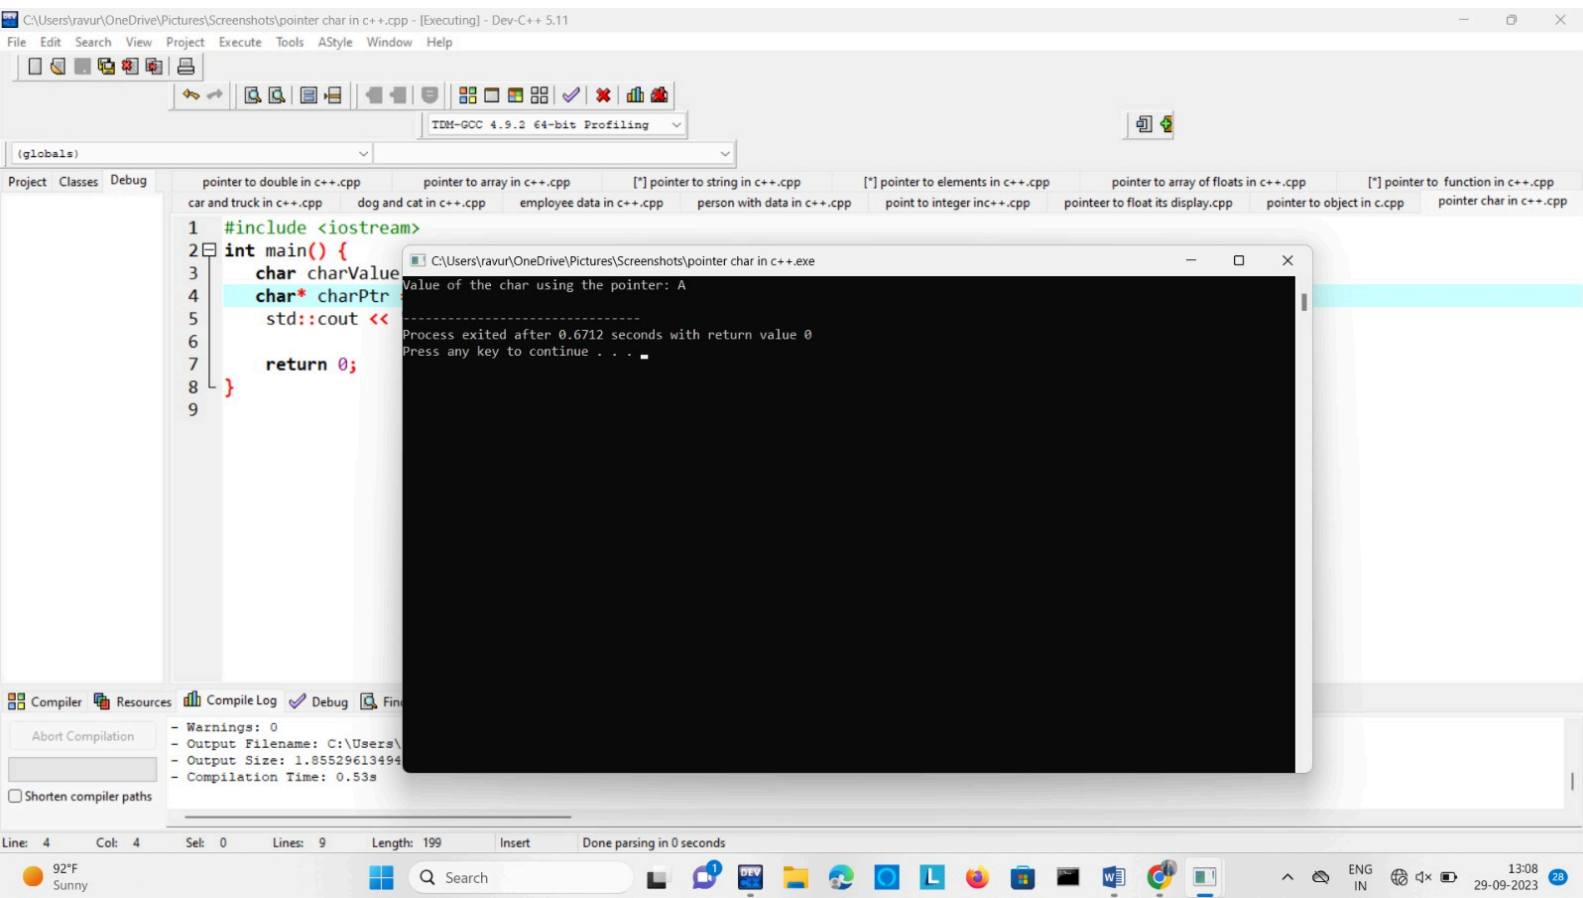 C:\Users\ravur\OneDrive\Pictures\Screenshots\pointer char in c++.cpp - [Executing] - Dev-C++ 5.11
File Edit Search View Project Execute Tools AStyle Window Help
TDM-GCC 4.9.2 64-bit Profiling
(globals)
Project Classes Debug
pointer to double in c++.cpp pointer to array in c++.cpp [*] pointer to string in c++.cpp [*] pointer to elements in c++.cpp pointer to array of floats in c++.cpp [*] pointer to function in c++.cpp
car and truck in c++.cpp dog and cat in c++.cpp employee data in c++.cpp person with data in c++.cpp point to integer inc++.cpp pointeer to float its display.cpp pointer to object in c.cpp pointer char in c++.cpp
1 #include <iostream>
2 int main() {
3 char charValue
4 char* charPtr
5 std::cout <<
6
7 return 0;
8 }
9
C:\Users\ravur\OneDrive\Pictures\Screenshots\pointer char in c++.exe
Value of the char using the pointer: A
--------------------------------
Process exited after 0.6712 seconds with return value 0
Press any key to continue . . .
Compiler Resources Compile Log Debug
Abort Compilation
Shorten compiler paths
- Warnings: 0
- Output Filename: C:\Users\
- Output Size: 1.85529613494
- Compilation Time: 0.53s
Line: 4 Col: 4 Sel: 0 Lines: 9 Length: 199 Insert Done parsing in 0 seconds
92°F
Sunny
Search
1
DEV
L
W
ENG
IN
13:08
29-09-2023
28